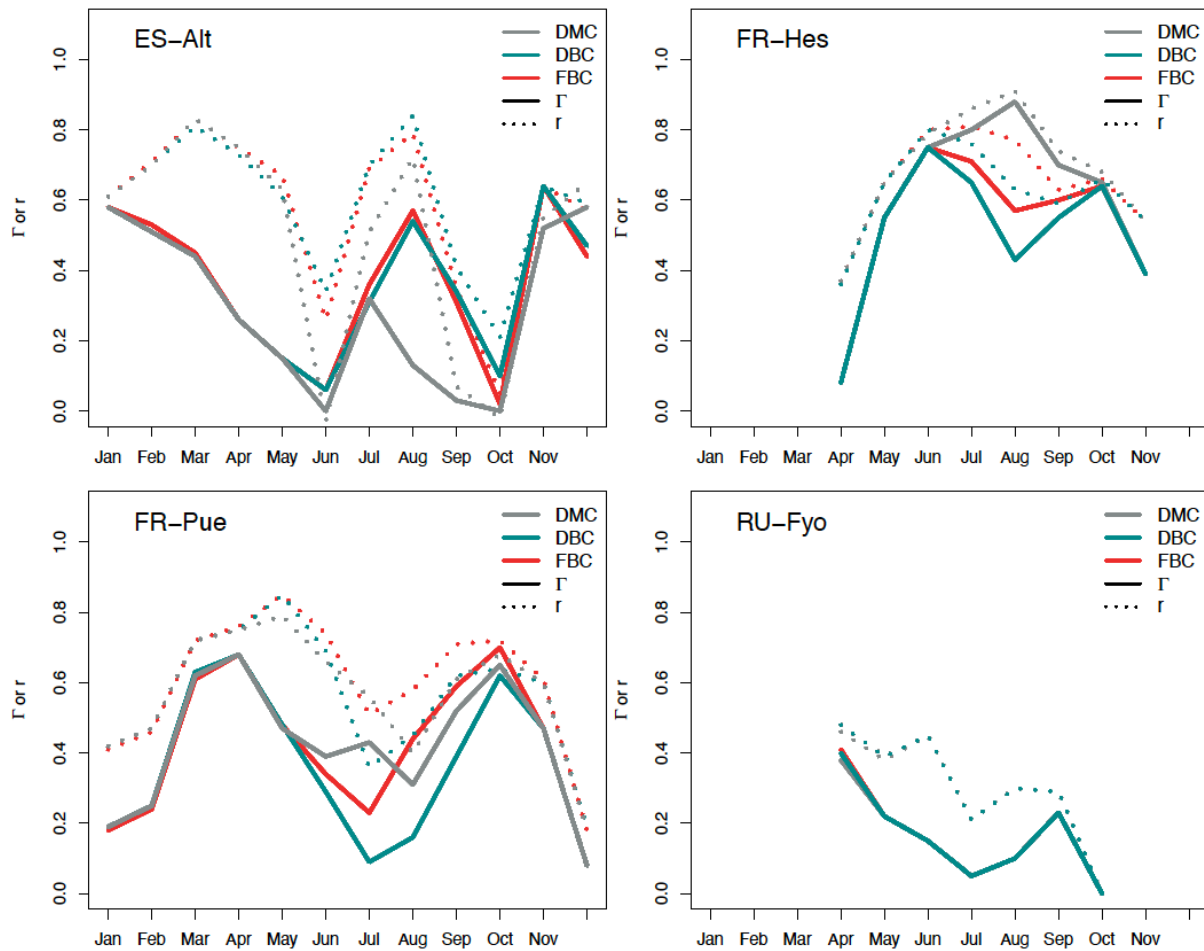 ES−Alt
DMC
DBC
FBC
Γ
r
Γ or r
0.0 0.2 0.4 0.6 0.8 1.0
Jan Feb Mar Apr May Jun Jul Aug Sep Oct Nov
FR−Hes
DMC
DBC
FBC
Γ
r
Γ or r
0.0 0.2 0.4 0.6 0.8 1.0
Jan Feb Mar Apr May Jun Jul Aug Sep Oct Nov
FR−Pue
DMC
DBC
FBC
Γ
r
Γ or r
0.0 0.2 0.4 0.6 0.8 1.0
Jan Feb Mar Apr May Jun Jul Aug Sep Oct Nov
RU−Fyo
DMC
DBC
FBC
Γ
r
Γ or r
0.0 0.2 0.4 0.6 0.8 1.0
Jan Feb Mar Apr May Jun Jul Aug Sep Oct Nov